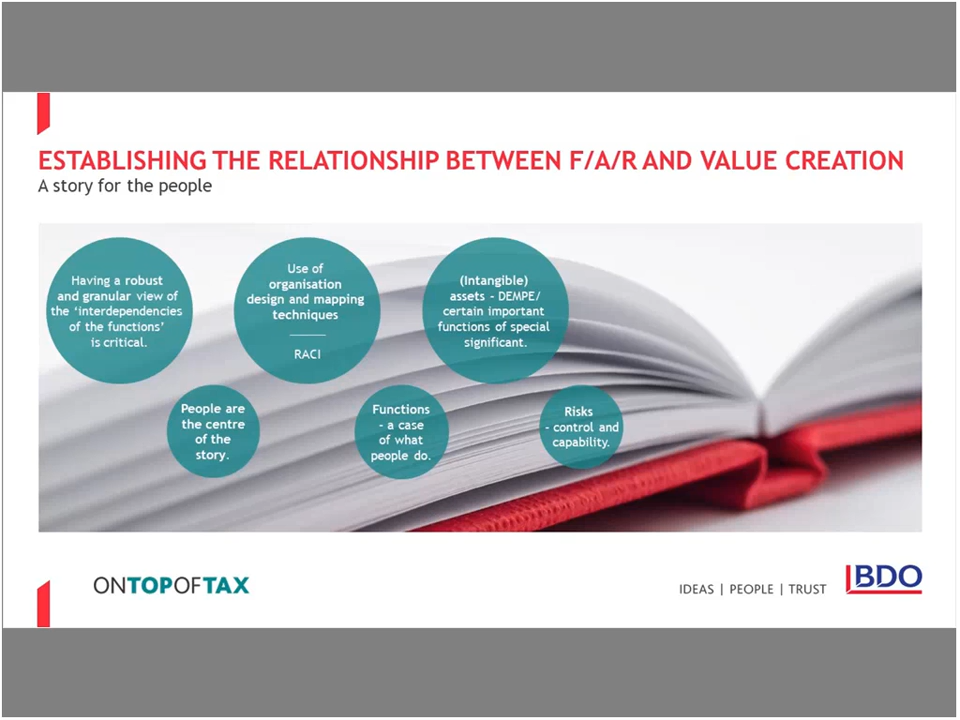 ESTABLISHING THE RELATIONSHIP BETWEEN F/A/R AND VALUE CREATION
A story for the people
Having a robust
and granular view of
the ‘interdependencies
of the functions’
is critical.
Use of
organisation
design and mapping
techniques
RACI
(Intangible)
assets - DEMPE/
certain important
functions of special
significant.
People are
the centre
of the
story.
Functions
- a case
of what
people do.
Risks
- control and
capability.
ONTOPOFTAX
IDEAS | PEOPLE | TRUST
BDO